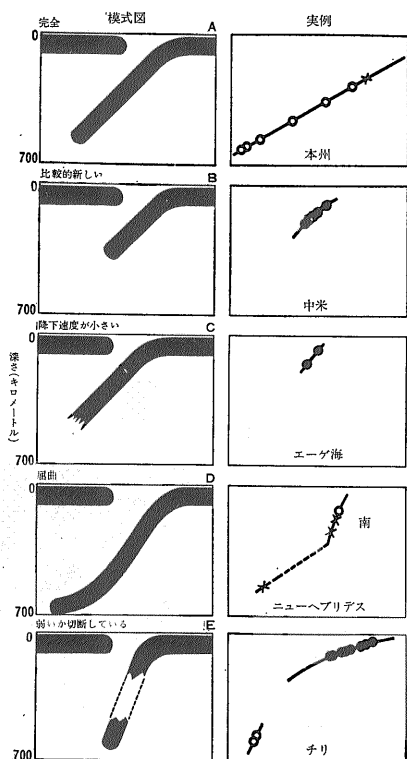 模式図
実例
完全
A
0
700
本州
比較的新しい
B
0
700
中米
降下速度が小さい
C
0
700
エーゲ海
深さ(キロメートル)
屈曲
D
0
700
南
ニューヘブリデス
弱いか切断している
E
0
700
チリ